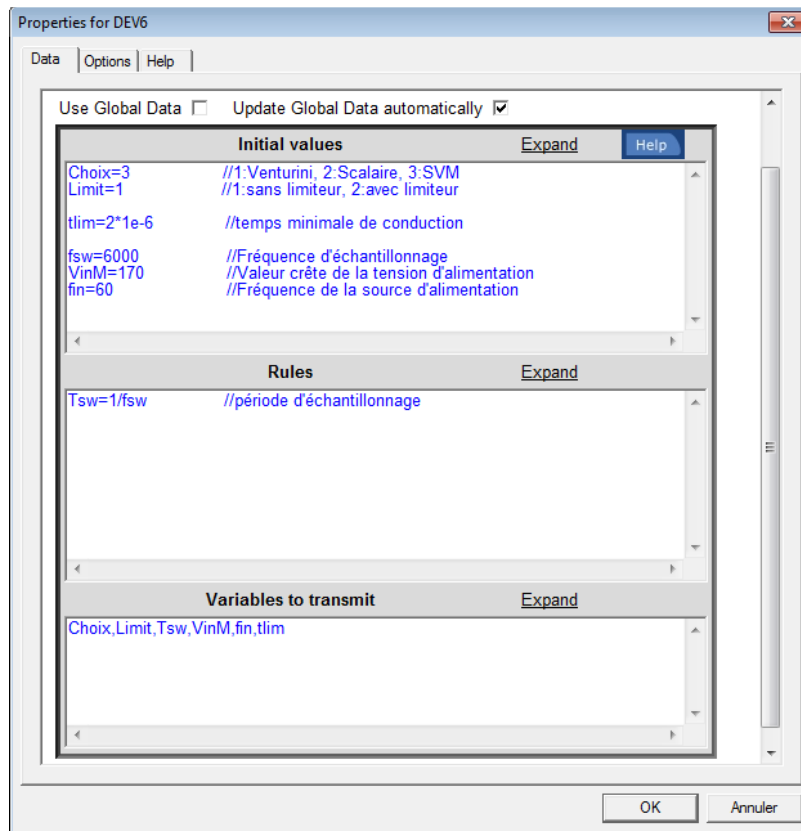 Properties for DEV6
Data Options Help
Use Global Data Update Global Data automatically
Initial values Expand Help
Choix=3 //1:Venturini, 2:Scalaire, 3:SVM
Limit=1 //1:sans limiteur, 2:avec limiteur
tlim=2*1e-6 //temps minimale de conduction
fsw=6000 //Fréquence d'échantillonnage
VinM=170 //Valeur crête de la tension d'alimentation
fin=60 //Fréquence de la source d'alimentation
Rules Expand
Tsw=1/fsw //période d'échantillonnage
Variables to transmit Expand
Choix,Limit,Tsw,VinM,fin,tlim
OK Annuler